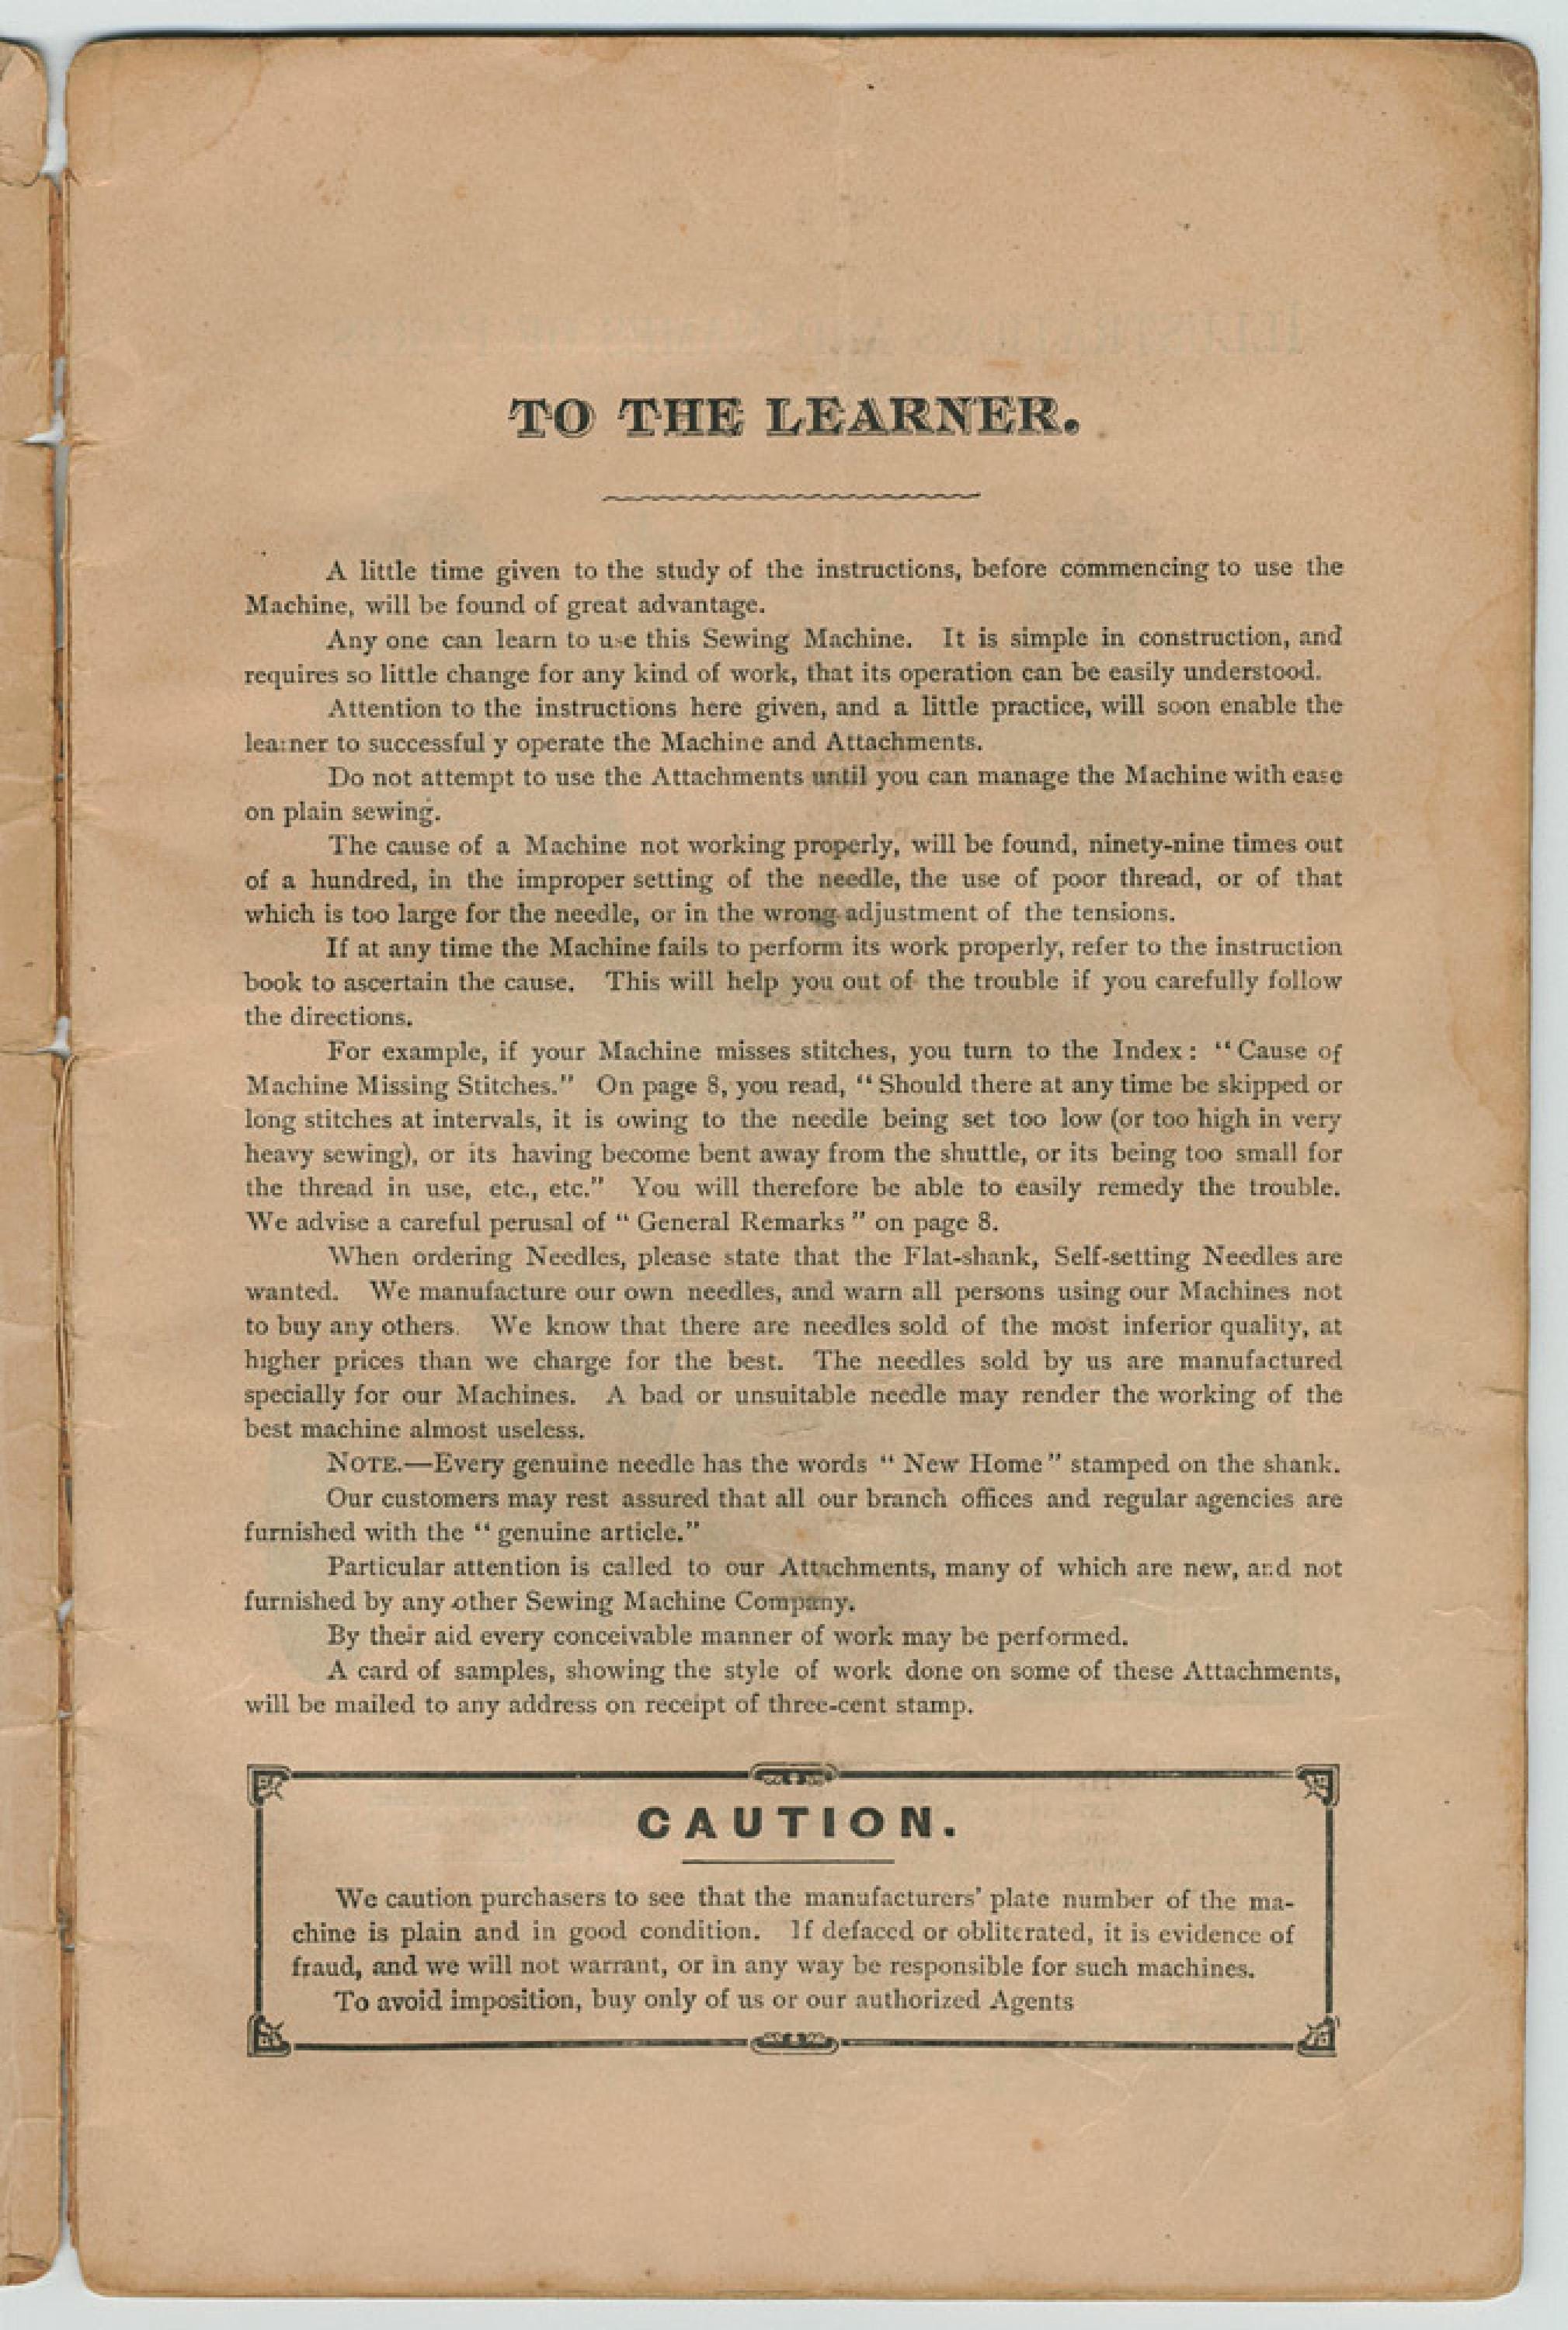 TO THE LEARNER.
A little time given to the study of the instructions, before commencing to use the
Machine, will be found of great advantage.
Any one can learn to use this Sewing Machine. It is simple in construction, and
requires so little change for any kind of work, that its operation can be easily understood.
Attention to the instructions here given, and a little practice, will soon enable the
learner to successful y operate the Machine and Attachments.
Do not attempt to use the Attachments until you can manage the Machine with ease
on plain sewing.
The cause of a Machine not working properly, will be found, ninety-nine times out
of a hundred, in the improper setting of the needle, the use of poor thread, or of that
which is too large for the needle, or in the wrong adjustment of the tensions.
If at any time the Machine fails to perform its work properly, refer to the instruction
book to ascertain the cause. This will help you out of the trouble if you carefully follow
the directions.
For example, if your Machine misses stitches, you turn to the Index: "Cause of
Machine Missing Stitches." On page 8, you read, "Should there at any time be skipped or
long stitches at intervals, it is owing to the needle being set too low (or too high in very
heavy sewing), or its having become bent away from the shuttle, or its being too small for
the thread in use, etc., etc." You will therefore be able to easily remedy the trouble.
We advise a careful perusal of "General Remarks" on page 8.
When ordering Needles, please state that the Flat-shank, Self-setting Needles are
wanted. We manufacture our own needles, and warn all persons using our Machines not
to buy any others. We know that there are needles sold of the most inferior quality, at
higher prices than we charge for the best. The needles sold by us are manufactured
specially for our Machines. A bad or unsuitable needle may render the working of the
best machine almost useless.
NOTE.—Every genuine needle has the words "New Home" stamped on the shank.
Our customers may rest assured that all our branch offices and regular agencies are
furnished with the "genuine article."
Particular attention is called to our Attachments, many of which are new, and not
furnished by any other Sewing Machine Company.
By their aid every conceivable manner of work may be performed.
A card of samples, showing the style of work done on some of these Attachments,
will be mailed to any address on receipt of three-cent stamp.
CAUTION.
We caution purchasers to see that the manufacturers' plate number of the ma-
chine is plain and in good condition. If defaced or obliterated, it is evidence of
fraud, and we will not warrant, or in any way be responsible for such machines.
To avoid imposition, buy only of us or our authorized Agents